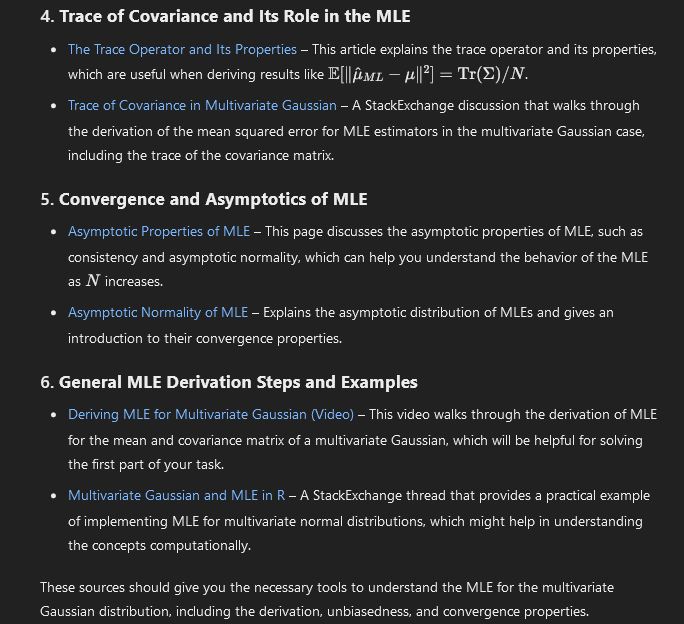 4. Trace of Covariance and Its Role in the MLE
• The Trace Operator and Its Properties – This article explains the trace operator and its properties,
which are useful when deriving results like 𝔼[‖μ̂_ML − μ‖²] = Tr(Σ)/N.
• Trace of Covariance in Multivariate Gaussian – A StackExchange discussion that walks through
the derivation of the mean squared error for MLE estimators in the multivariate Gaussian case,
including the trace of the covariance matrix.
5. Convergence and Asymptotics of MLE
• Asymptotic Properties of MLE – This page discusses the asymptotic properties of MLE, such as
consistency and asymptotic normality, which can help you understand the behavior of the MLE
as N increases.
• Asymptotic Normality of MLE – Explains the asymptotic distribution of MLEs and gives an
introduction to their convergence properties.
6. General MLE Derivation Steps and Examples
• Deriving MLE for Multivariate Gaussian (Video) – This video walks through the derivation of MLE
for the mean and covariance matrix of a multivariate Gaussian, which will be helpful for solving
the first part of your task.
• Multivariate Gaussian and MLE in R – A StackExchange thread that provides a practical example
of implementing MLE for multivariate normal distributions, which might help in understanding
the concepts computationally.
These sources should give you the necessary tools to understand the MLE for the multivariate
Gaussian distribution, including the derivation, unbiasedness, and convergence properties.